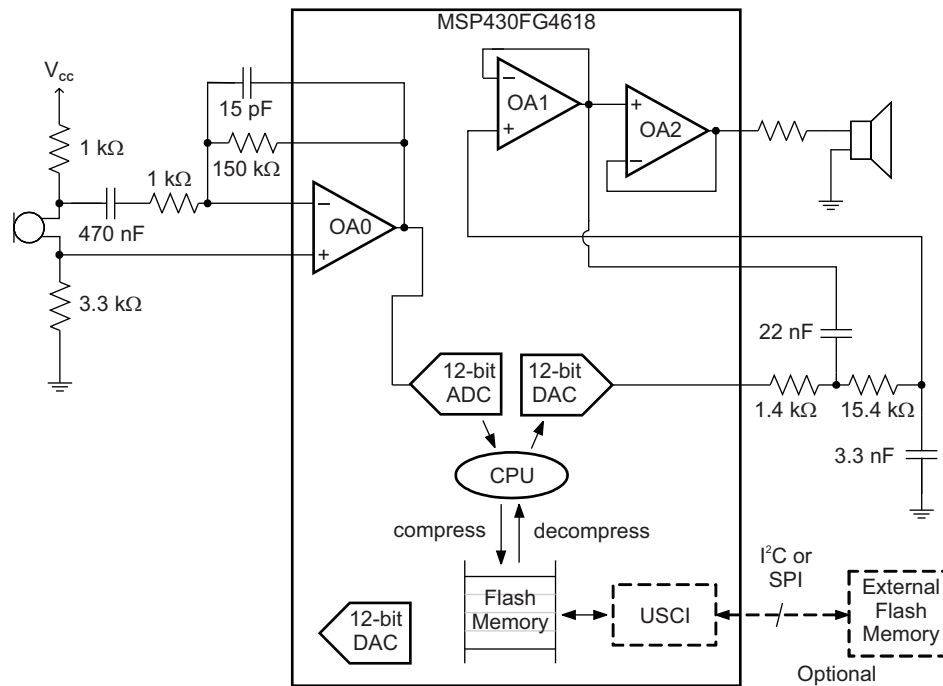 MSP430FG4618
Vcc
15 pF
1 kΩ
150 kΩ
1 kΩ
470 nF
3.3 kΩ
−
+
OA0
−
+
OA1
+
−
OA2
22 nF
1.4 kΩ
15.4 kΩ
3.3 nF
12-bit
ADC
12-bit
DAC
CPU
compress
decompress
Flash
Memory
12-bit
DAC
USCI
I²C or
SPI
External
Flash
Memory
Optional